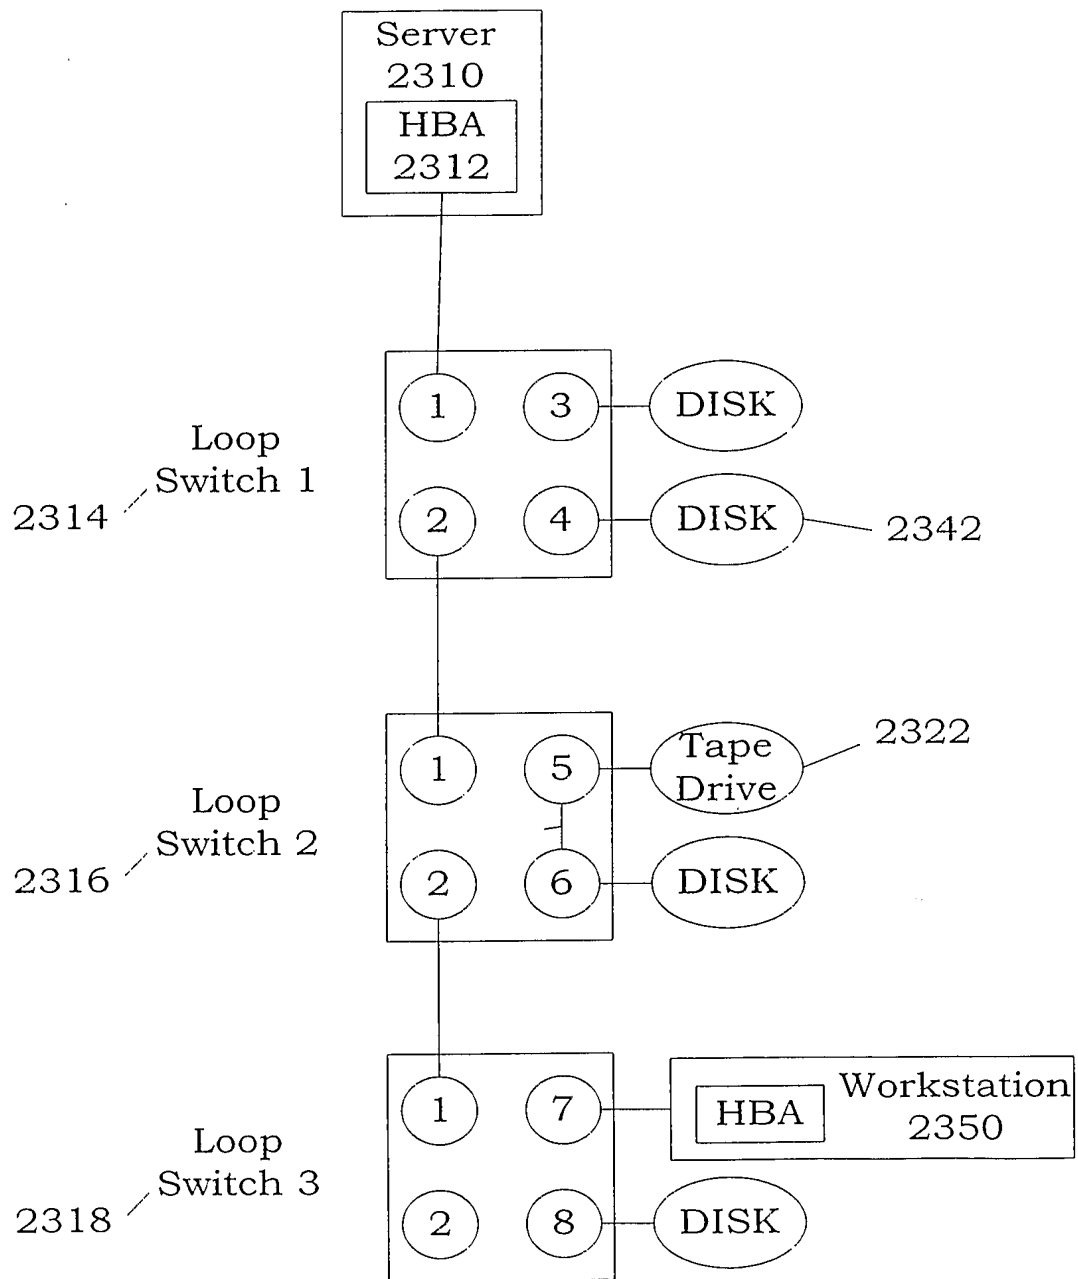 Server
2310
HBA
2312
1
3
DISK
Loop
Switch 1
2314
2
4
DISK
2342
1
5
Tape
Drive
2322
Loop
Switch 2
2316
2
6
DISK
1
7
HBA
Workstation
2350
Loop
Switch 3
2318
2
8
DISK